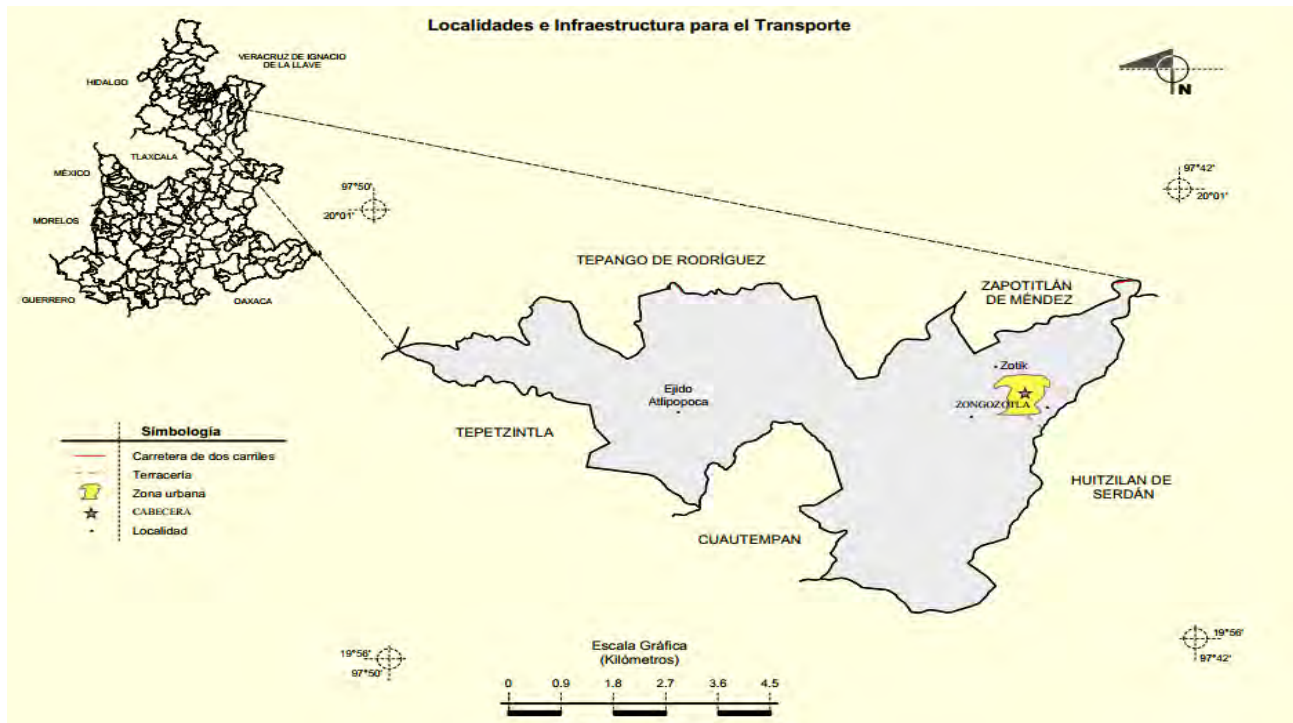 Localidades e Infraestructura para el Transporte
VERACRUZ DE IGNACIO
DE LA LLAVE
HIDALGO
TLAXCALA
MÉXICO
MORELOS
GUERRERO
OAXACA
N
97°50'
20°01'
97°42'
20°01'
TEPANGO DE RODRÍGUEZ
ZAPOTITLÁN
DE MÉNDEZ
Zotik
Ejido
Atlipopoca
ZONGOZOTLA
TEPETZINTLA
HUITZILAN DE
SERDÁN
CUAUTEMPAN
Simbología
Carretera de dos carriles
Terracería
Zona urbana
CABECERA
Localidad
19°56'
97°50'
Escala Gráfica
(Kilómetros)
0 0.9 1.8 2.7 3.6 4.5
19°56'
97°42'